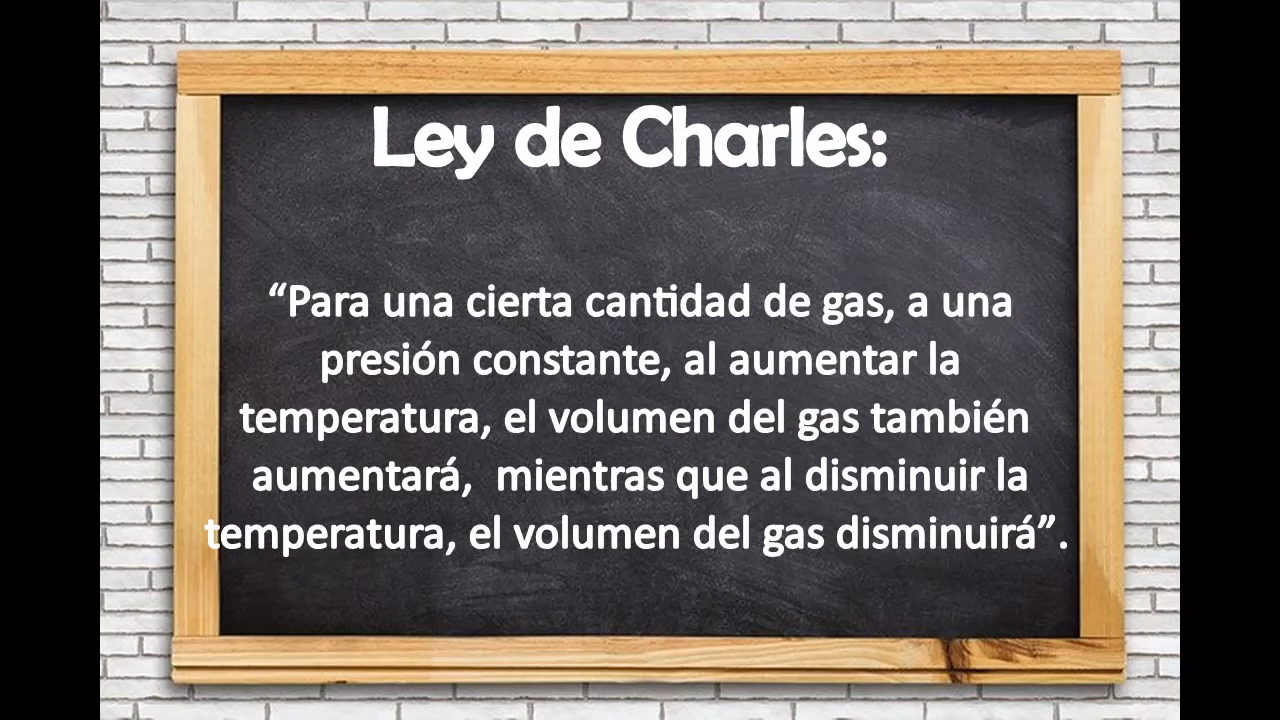 Ley de Charles:
“Para una cierta cantidad de gas, a una
presión constante, al aumentar la
temperatura, el volumen del gas también
aumentará, mientras que al disminuir la
temperatura, el volumen del gas disminuirá”.